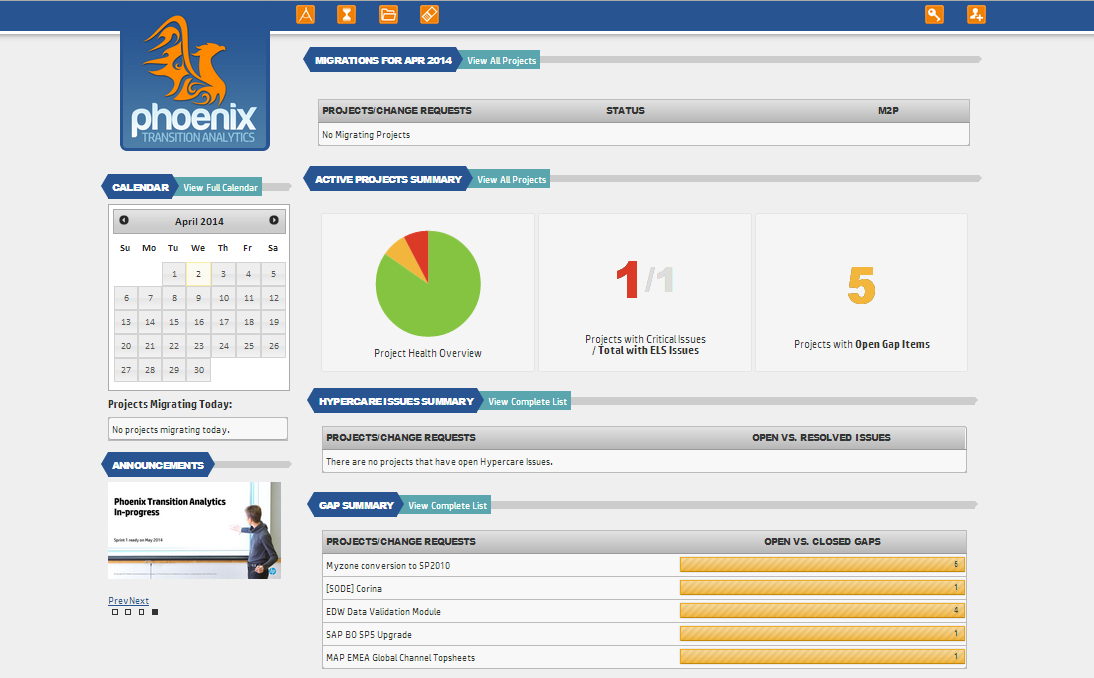 phoenix
TRANSITION ANALYTICS
CALENDAR View Full Calendar
April 2014
Su Mo Tu We Th Fr Sa
1 2 3 4 5
6 7 8 9 10 11 12
13 14 15 16 17 18 19
20 21 22 23 24 25 26
27 28 29 30
Projects Migrating Today:
No projects migrating today.
ANNOUNCEMENTS
Phoenix Transition Analytics
In-progress
Sprint 1 ready on May 2014
hp
PrevNext
MIGRATIONS FOR APR 2014 View All Projects
PROJECTS/CHANGE REQUESTS STATUS M2P
No Migrating Projects
ACTIVE PROJECTS SUMMARY View All Projects
Project Health Overview
1/1
Projects with Critical Issues
/ Total with ELS Issues
5
Projects with Open Gap Items
HYPERCARE ISSUES SUMMARY View Complete List
PROJECTS/CHANGE REQUESTS OPEN VS. RESOLVED ISSUES
There are no projects that have open Hypercare Issues.
GAP SUMMARY View Complete List
PROJECTS/CHANGE REQUESTS OPEN VS. CLOSED GAPS
Myzone conversion to SP2010 6
[SODE] Corina 1
EDW Data Validation Module 4
SAP BO SP5 Upgrade 1
MAP EMEA Global Channel Topsheets 1